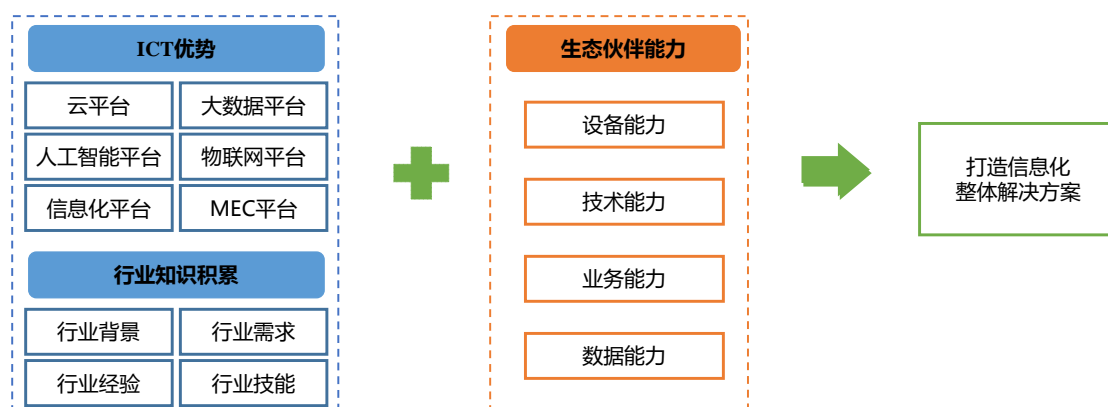 ICT优势
云平台
大数据平台
人工智能平台
物联网平台
信息化平台
MEC平台
行业知识积累
行业背景
行业需求
行业经验
行业技能
生态伙伴能力
设备能力
技术能力
业务能力
数据能力
打造信息化
整体解决方案